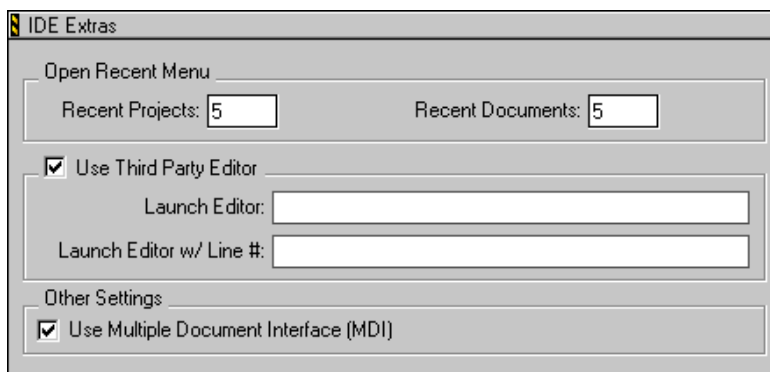 IDE Extras
Open Recent Menu
Recent Projects: 5 Recent Documents: 5
Use Third Party Editor
Launch Editor:
Launch Editor w/ Line #:
Other Settings
Use Multiple Document Interface (MDI)